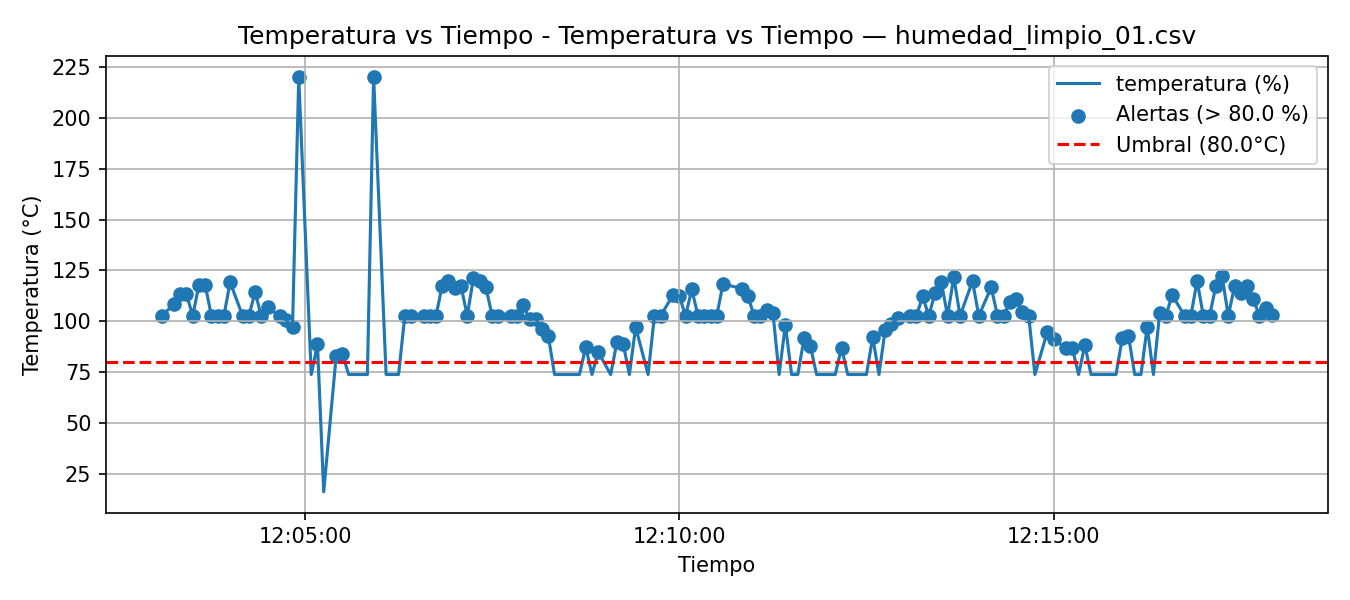 Temperatura vs Tiempo - Temperatura vs Tiempo — humedad_limpio_01.csv
temperatura (%)
Alertas (> 80.0 %)
Umbral (80.0°C)
Temperatura (°C)
225
200
175
150
125
100
75
50
25
12:05:00
12:10:00
12:15:00
Tiempo